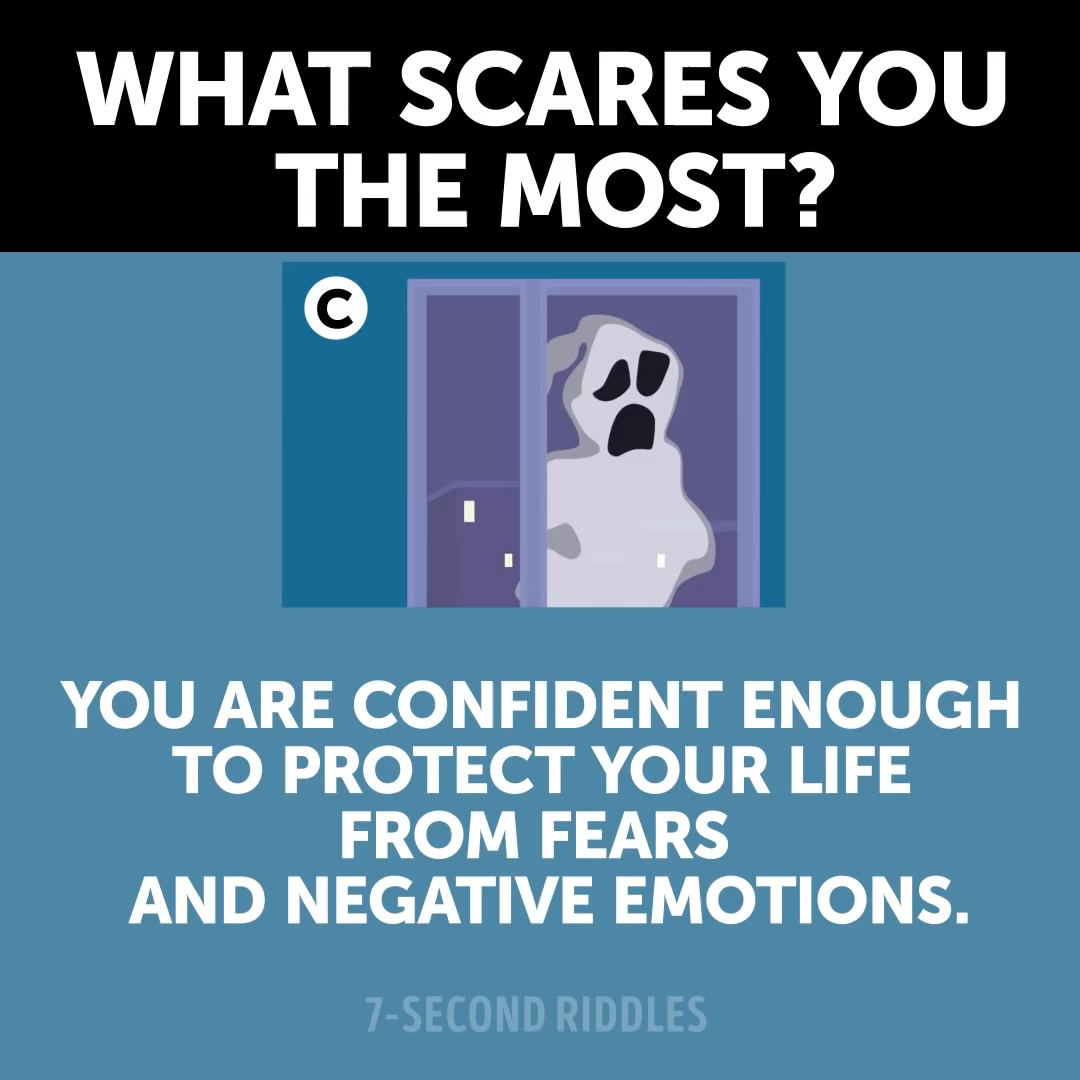 WHAT SCARES YOU
THE MOST?
C
YOU ARE CONFIDENT ENOUGH
TO PROTECT YOUR LIFE
FROM FEARS
AND NEGATIVE EMOTIONS.
7-SECOND RIDDLES